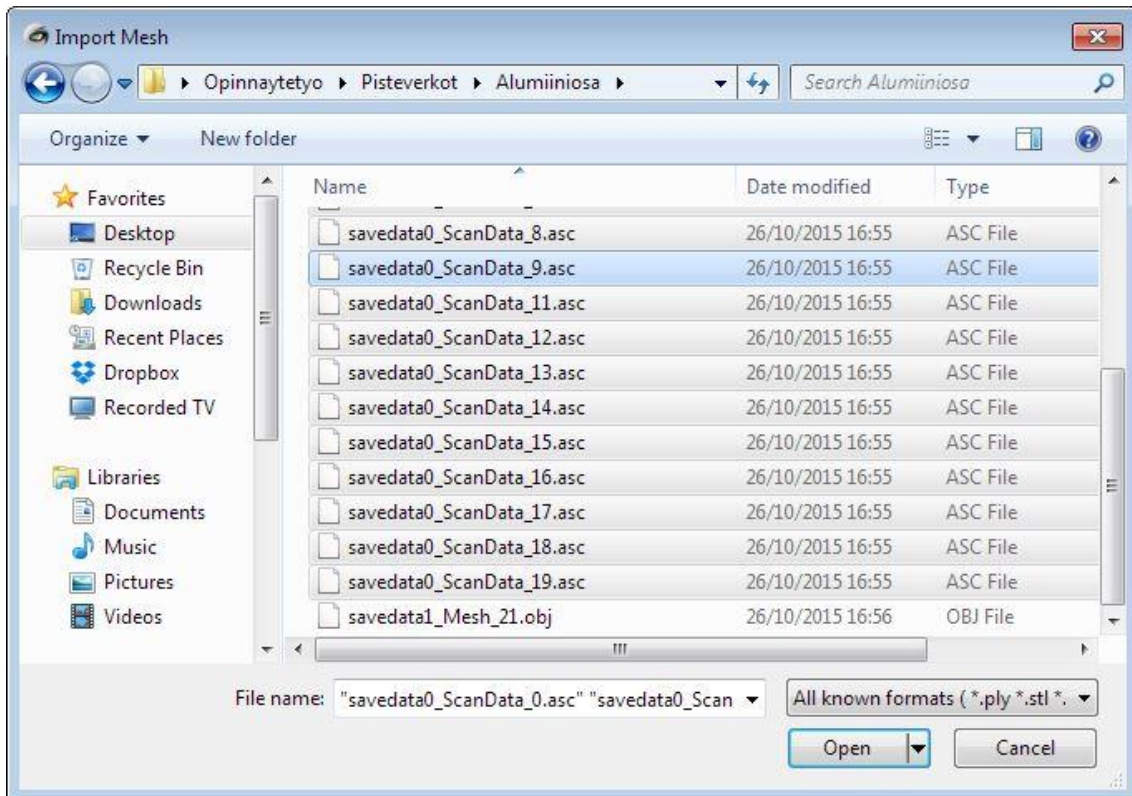 Import Mesh
Opinnaytetyo Pisteverkot Alumiiniosa Search Alumiiniosa
Organize New folder
Name Date modified Type
Favorites
Desktop savedata0_ScanData_8.asc 26/10/2015 16:55 ASC File
savedata0_ScanData_9.asc 26/10/2015 16:55 ASC File
Recycle Bin
Downloads savedata0_ScanData_11.asc 26/10/2015 16:55 ASC File
Recent Places savedata0_ScanData_12.asc 26/10/2015 16:55 ASC File
Dropbox savedata0_ScanData_13.asc 26/10/2015 16:55 ASC File
Recorded TV savedata0_ScanData_14.asc 26/10/2015 16:55 ASC File
savedata0_ScanData_15.asc 26/10/2015 16:55 ASC File
Libraries savedata0_ScanData_16.asc 26/10/2015 16:55 ASC File
Documents savedata0_ScanData_17.asc 26/10/2015 16:55 ASC File
Music savedata0_ScanData_18.asc 26/10/2015 16:55 ASC File
Pictures savedata0_ScanData_19.asc 26/10/2015 16:55 ASC File
Videos savedata1_Mesh_21.obj 26/10/2015 16:56 OBJ File
File name: "savedata0_ScanData_0.asc" "savedata0_Scan All known formats ( *.ply *.stl *.
Open Cancel